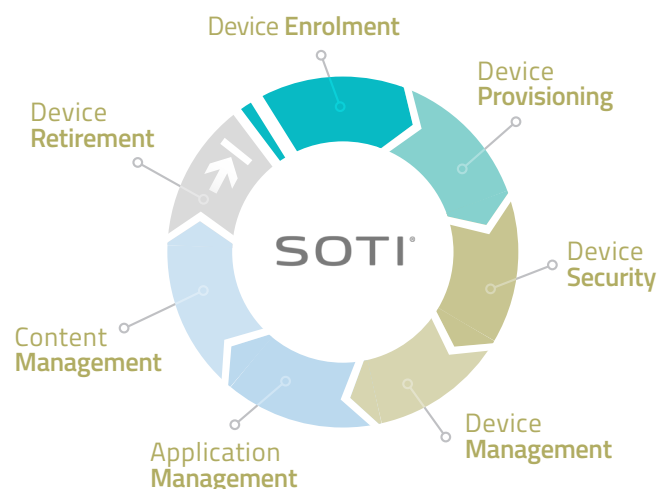 Device Enrolment
Device
Provisioning
Device
Security
Device
Management
Application
Management
Content
Management
Device
Retirement
SOTI®